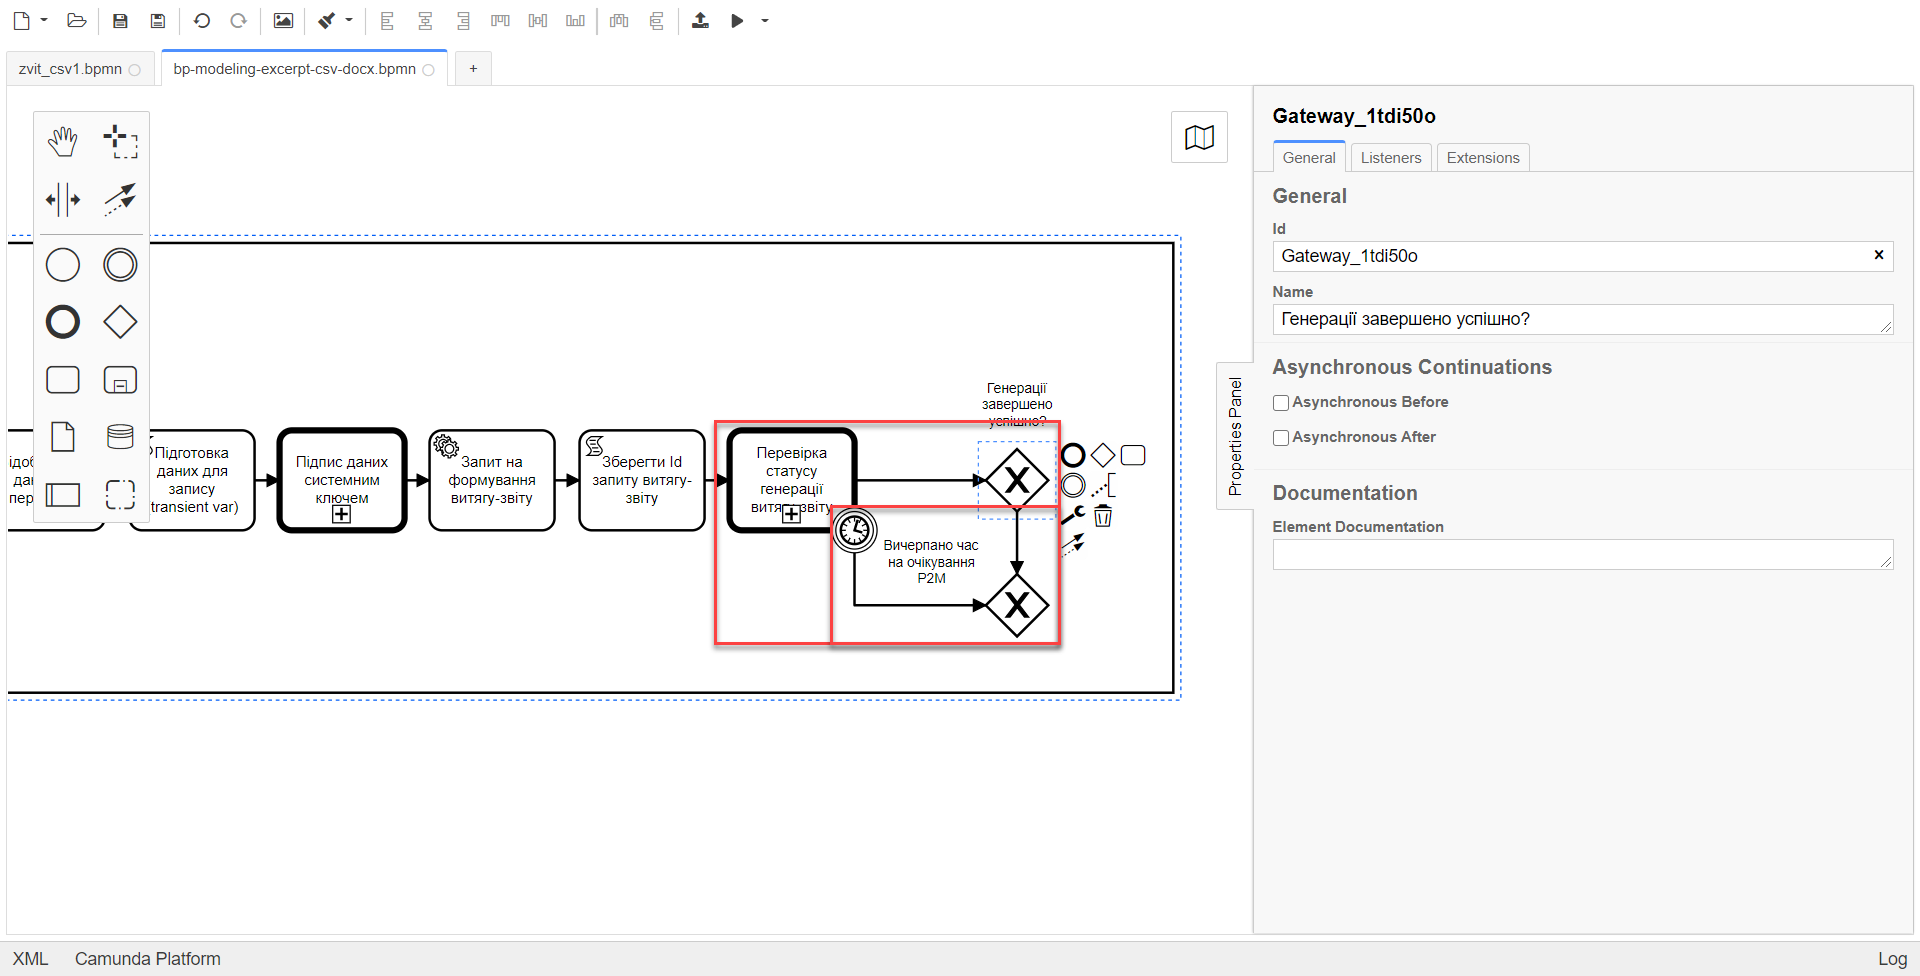 zvit_csv1.bpmn
bp-modeling-excerpt-csv-docx.bpmn
+
Gateway_1tdi50o
General
Listeners
Extensions
General
Id
Gateway_1tdi50o
×
Name
Генерації завершено успішно?
Asynchronous Continuations
Asynchronous Before
Asynchronous After
Documentation
Element Documentation
Properties Panel
Підготовка
даних для
запису
transient var)
Підпис даних
системним
ключем
Запит на
формування
витягу-звіту
Зберегти Id
запиту витягу-
звіту
Перевірка
статусу
генерації
витягу-звіту
Генерації
завершено
успішно?
Вичерпано час
на очікування
P2M
XML
Camunda Platform
Log